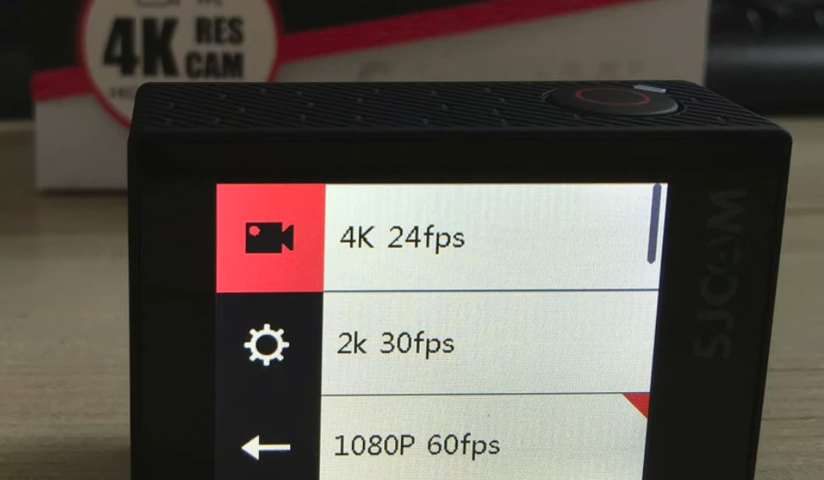 4K RES
CAM
4K 24fps
2k 30fps
1080P 60fps
SJCAM